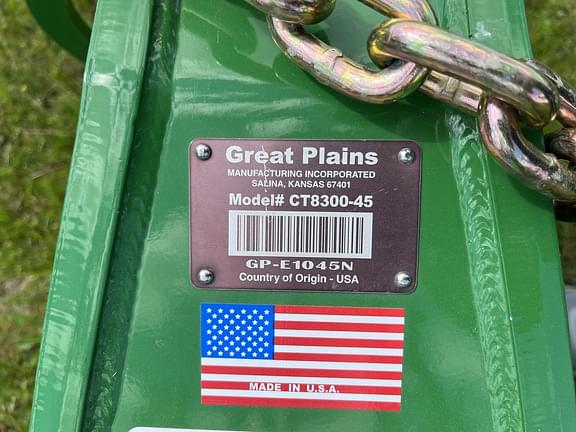 Great Plains
MANUFACTURING INCORPORATED
SALINA, KANSAS 67401
Model# CT8300-45
GP-E1045N
Country of Origin - USA
MADE IN U.S.A.